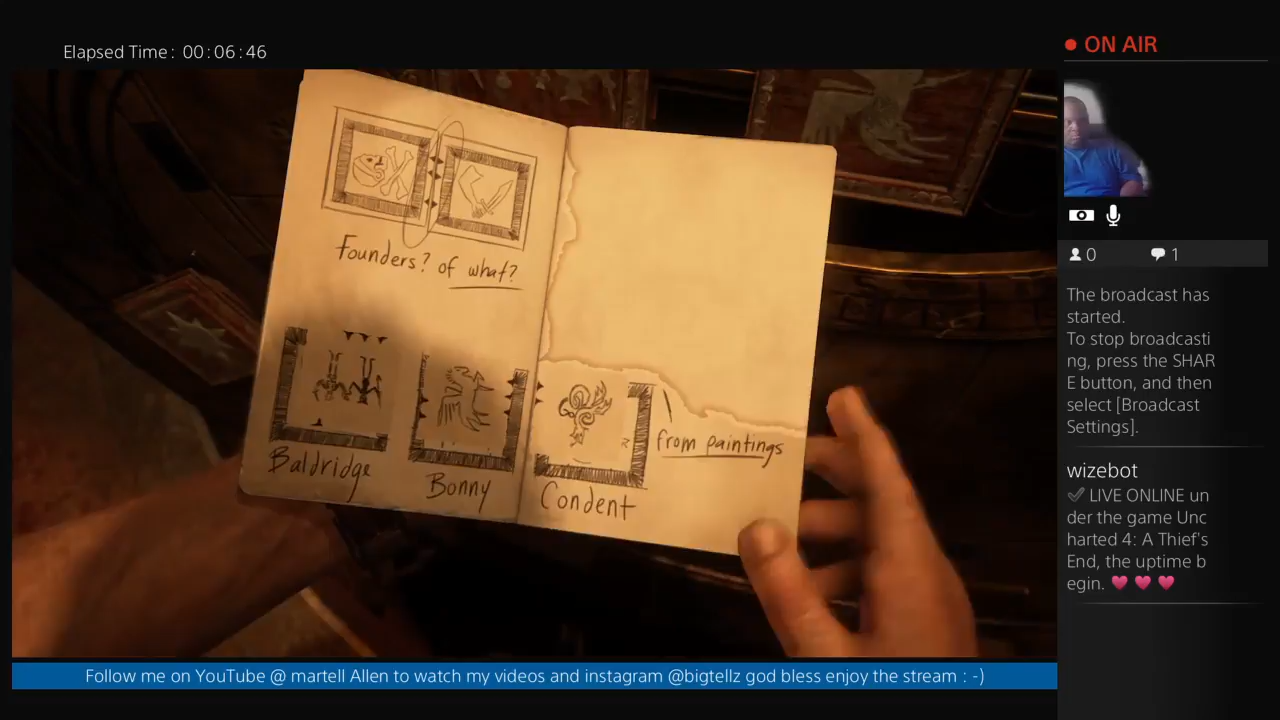 Elapsed Time: 00:06:46
ON AIR
Founders? of what?
Baldridge
Bonny
Condent
from paintings
0
1
The broadcast has
started.
To stop broadcasti
ng, press the SHAR
E button, and then
select [Broadcast
Settings].
wizebot
✅ LIVE ONLINE un
der the game Unc
harted 4: A Thief's
End, the uptime b
egin. ♥ ♥ ♥
Follow me on YouTube @ martell Allen to watch my videos and instagram @bigtellz god bless enjoy the stream : -)